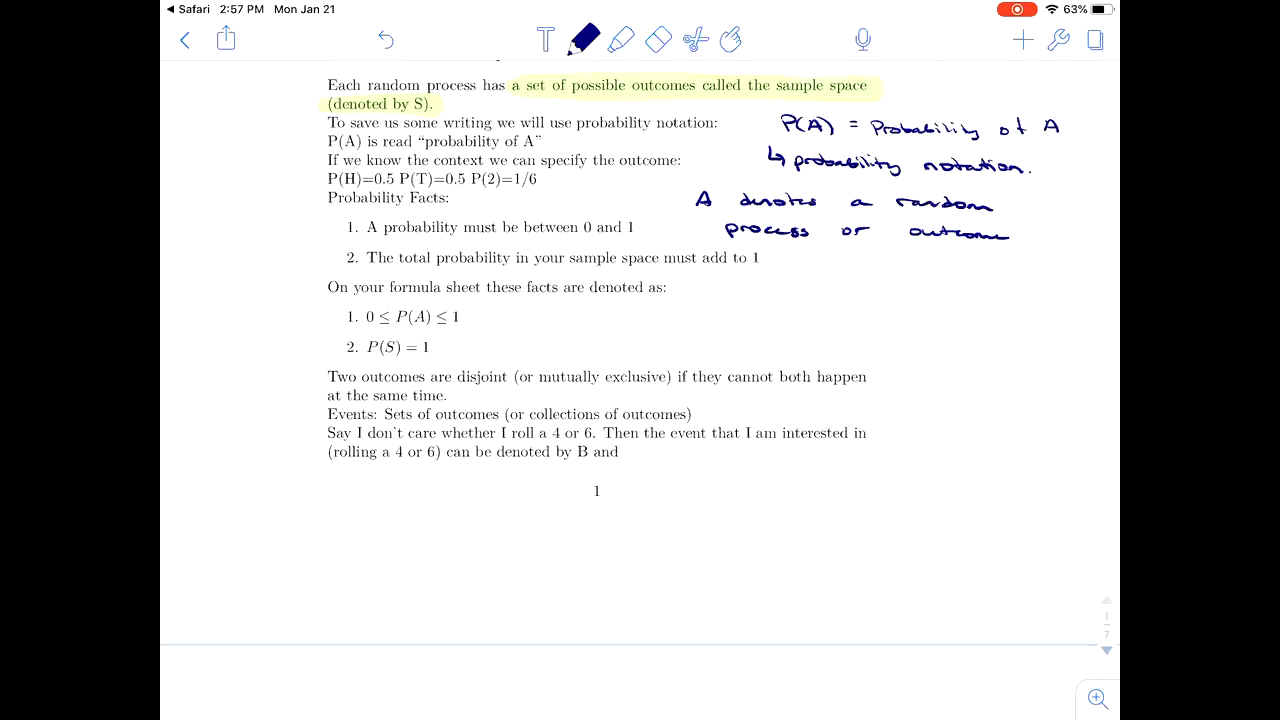 Safari 2:57 PM Mon Jan 21 63%
T
Each random process has a set of possible outcomes called the sample space
(denoted by S).
To save us some writing we will use probability notation:
P(A) = Probability of A
P(A) is read “probability of A”
If we know the context we can specify the outcome:
↳ probability notation.
P(H)=0.5 P(T)=0.5 P(2)=1/6
Probability Facts:
A denotes a random
process or outcome
1. A probability must be between 0 and 1
2. The total probability in your sample space must add to 1
On your formula sheet these facts are denoted as:
1. 0 ≤ P(A) ≤ 1
2. P(S) = 1
Two outcomes are disjoint (or mutually exclusive) if they cannot both happen
at the same time.
Events: Sets of outcomes (or collections of outcomes)
Say I don’t care whether I roll a 4 or 6. Then the event that I am interested in
(rolling a 4 or 6) can be denoted by B and
1
1
7